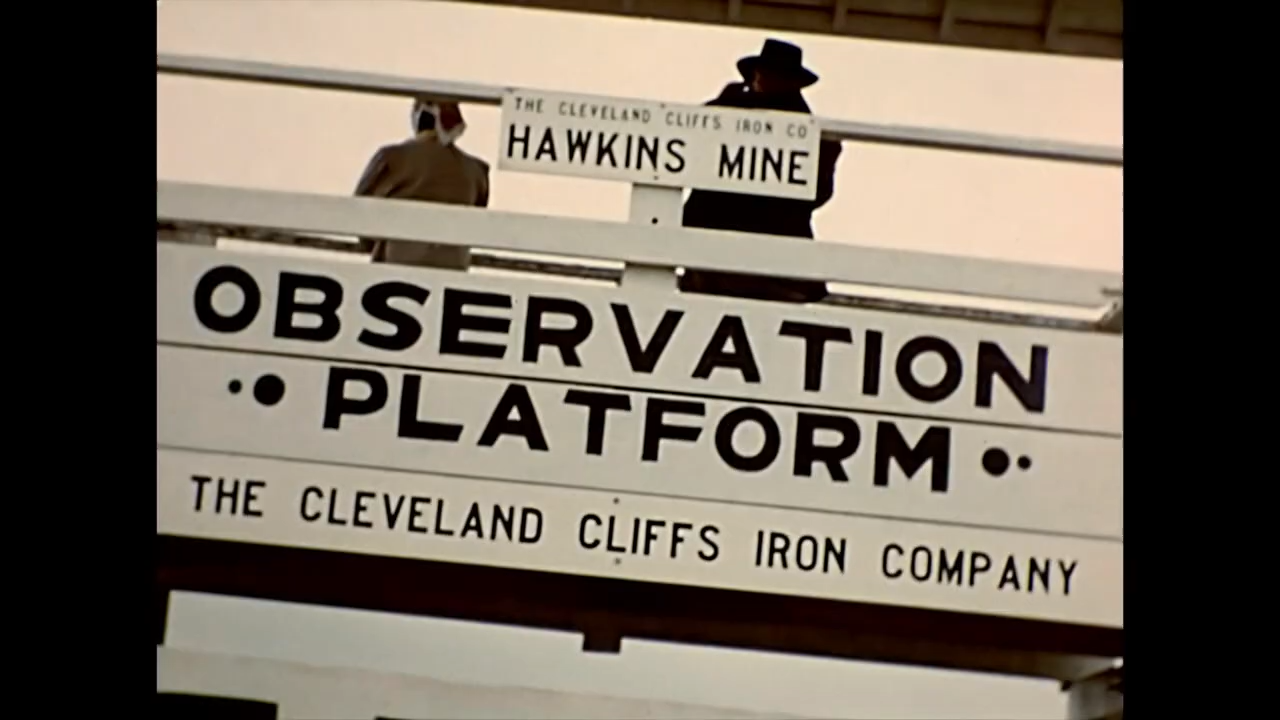 THE CLEVELAND CLIFFS IRON CO
HAWKINS MINE
OBSERVATION
PLATFORM
THE CLEVELAND CLIFFS IRON COMPANY